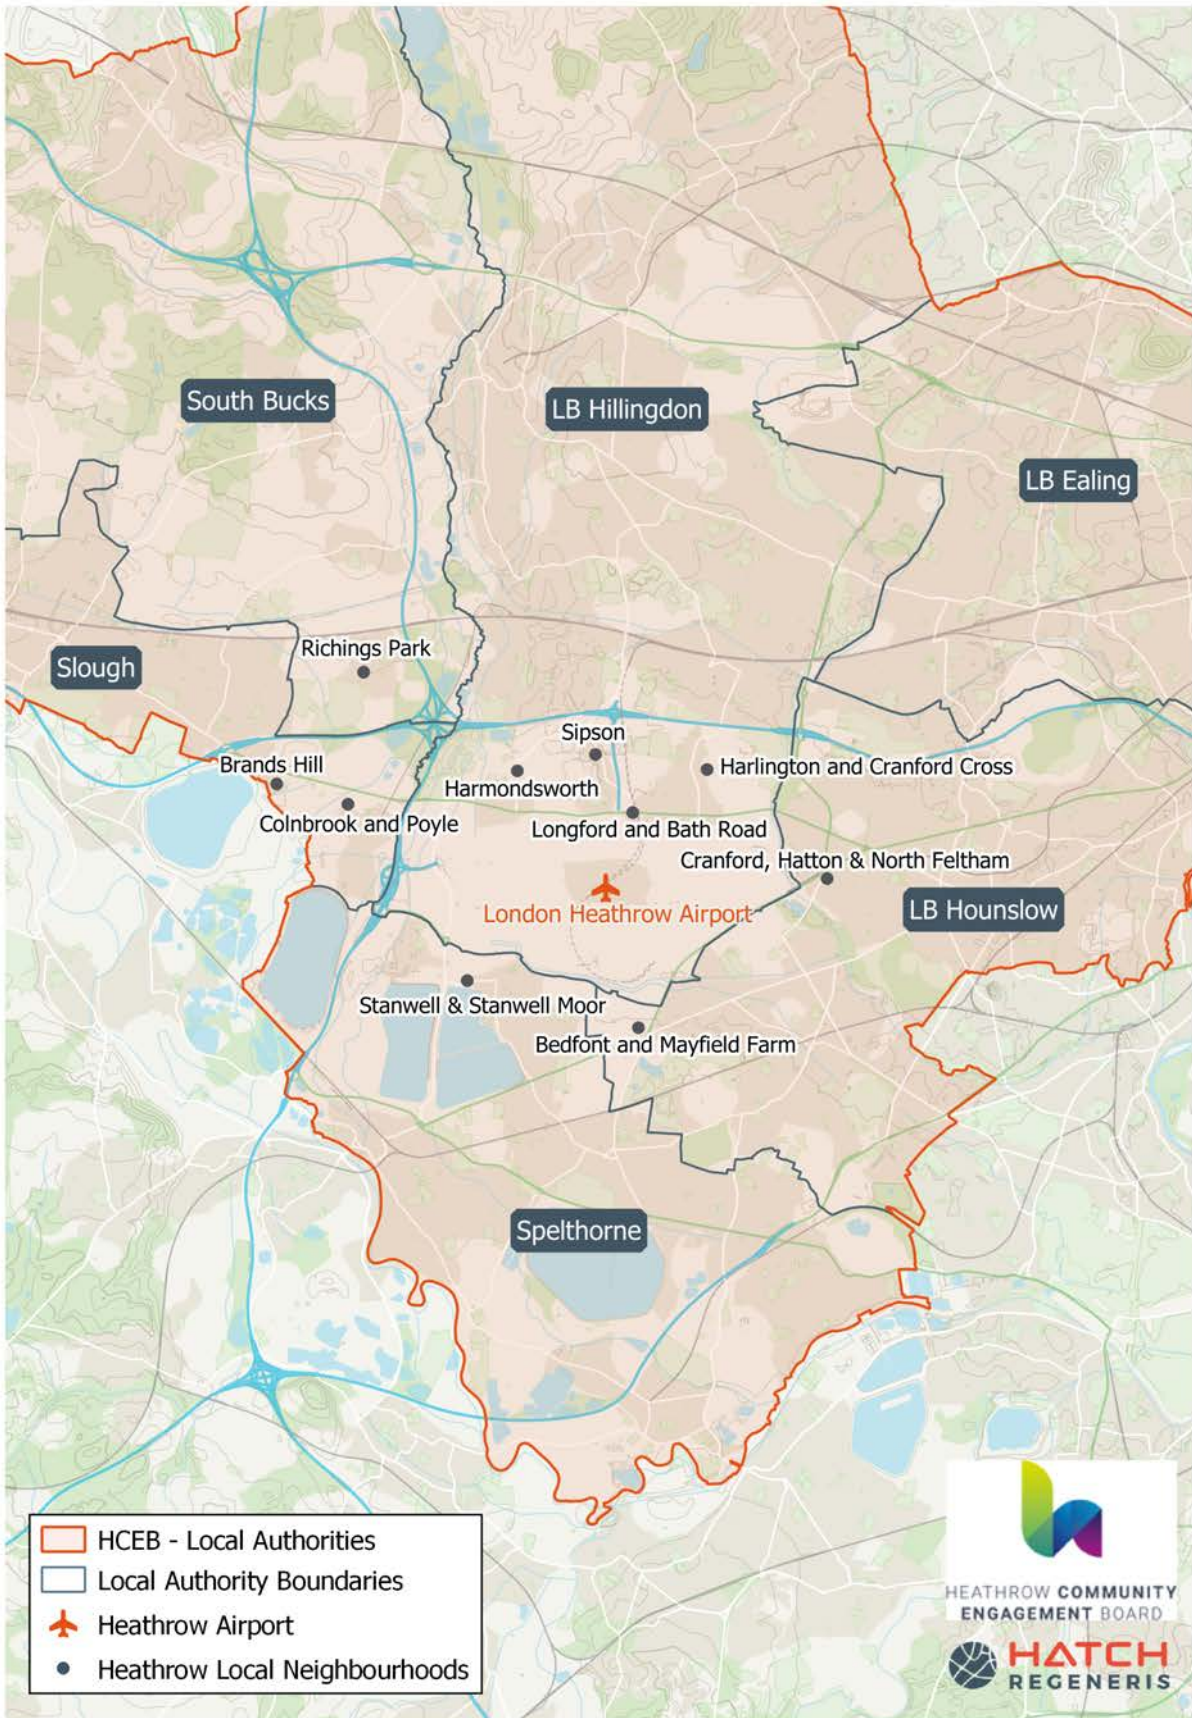 South Bucks
LB Hillingdon
LB Ealing
Richings Park
Slough
Sipson
Brands Hill
Harlington and Cranford Cross
Harmondsworth
Colnbrook and Poyle
Longford and Bath Road
Cranford, Hatton & North Feltham
London Heathrow Airport
LB Hounslow
Stanwell & Stanwell Moor
Bedfont and Mayfield Farm
Spelthorne
HCEB - Local Authorities
Local Authority Boundaries
Heathrow Airport
Heathrow Local Neighbourhoods
HEATHROW COMMUNITY
ENGAGEMENT BOARD
HATCH
REGENERIS